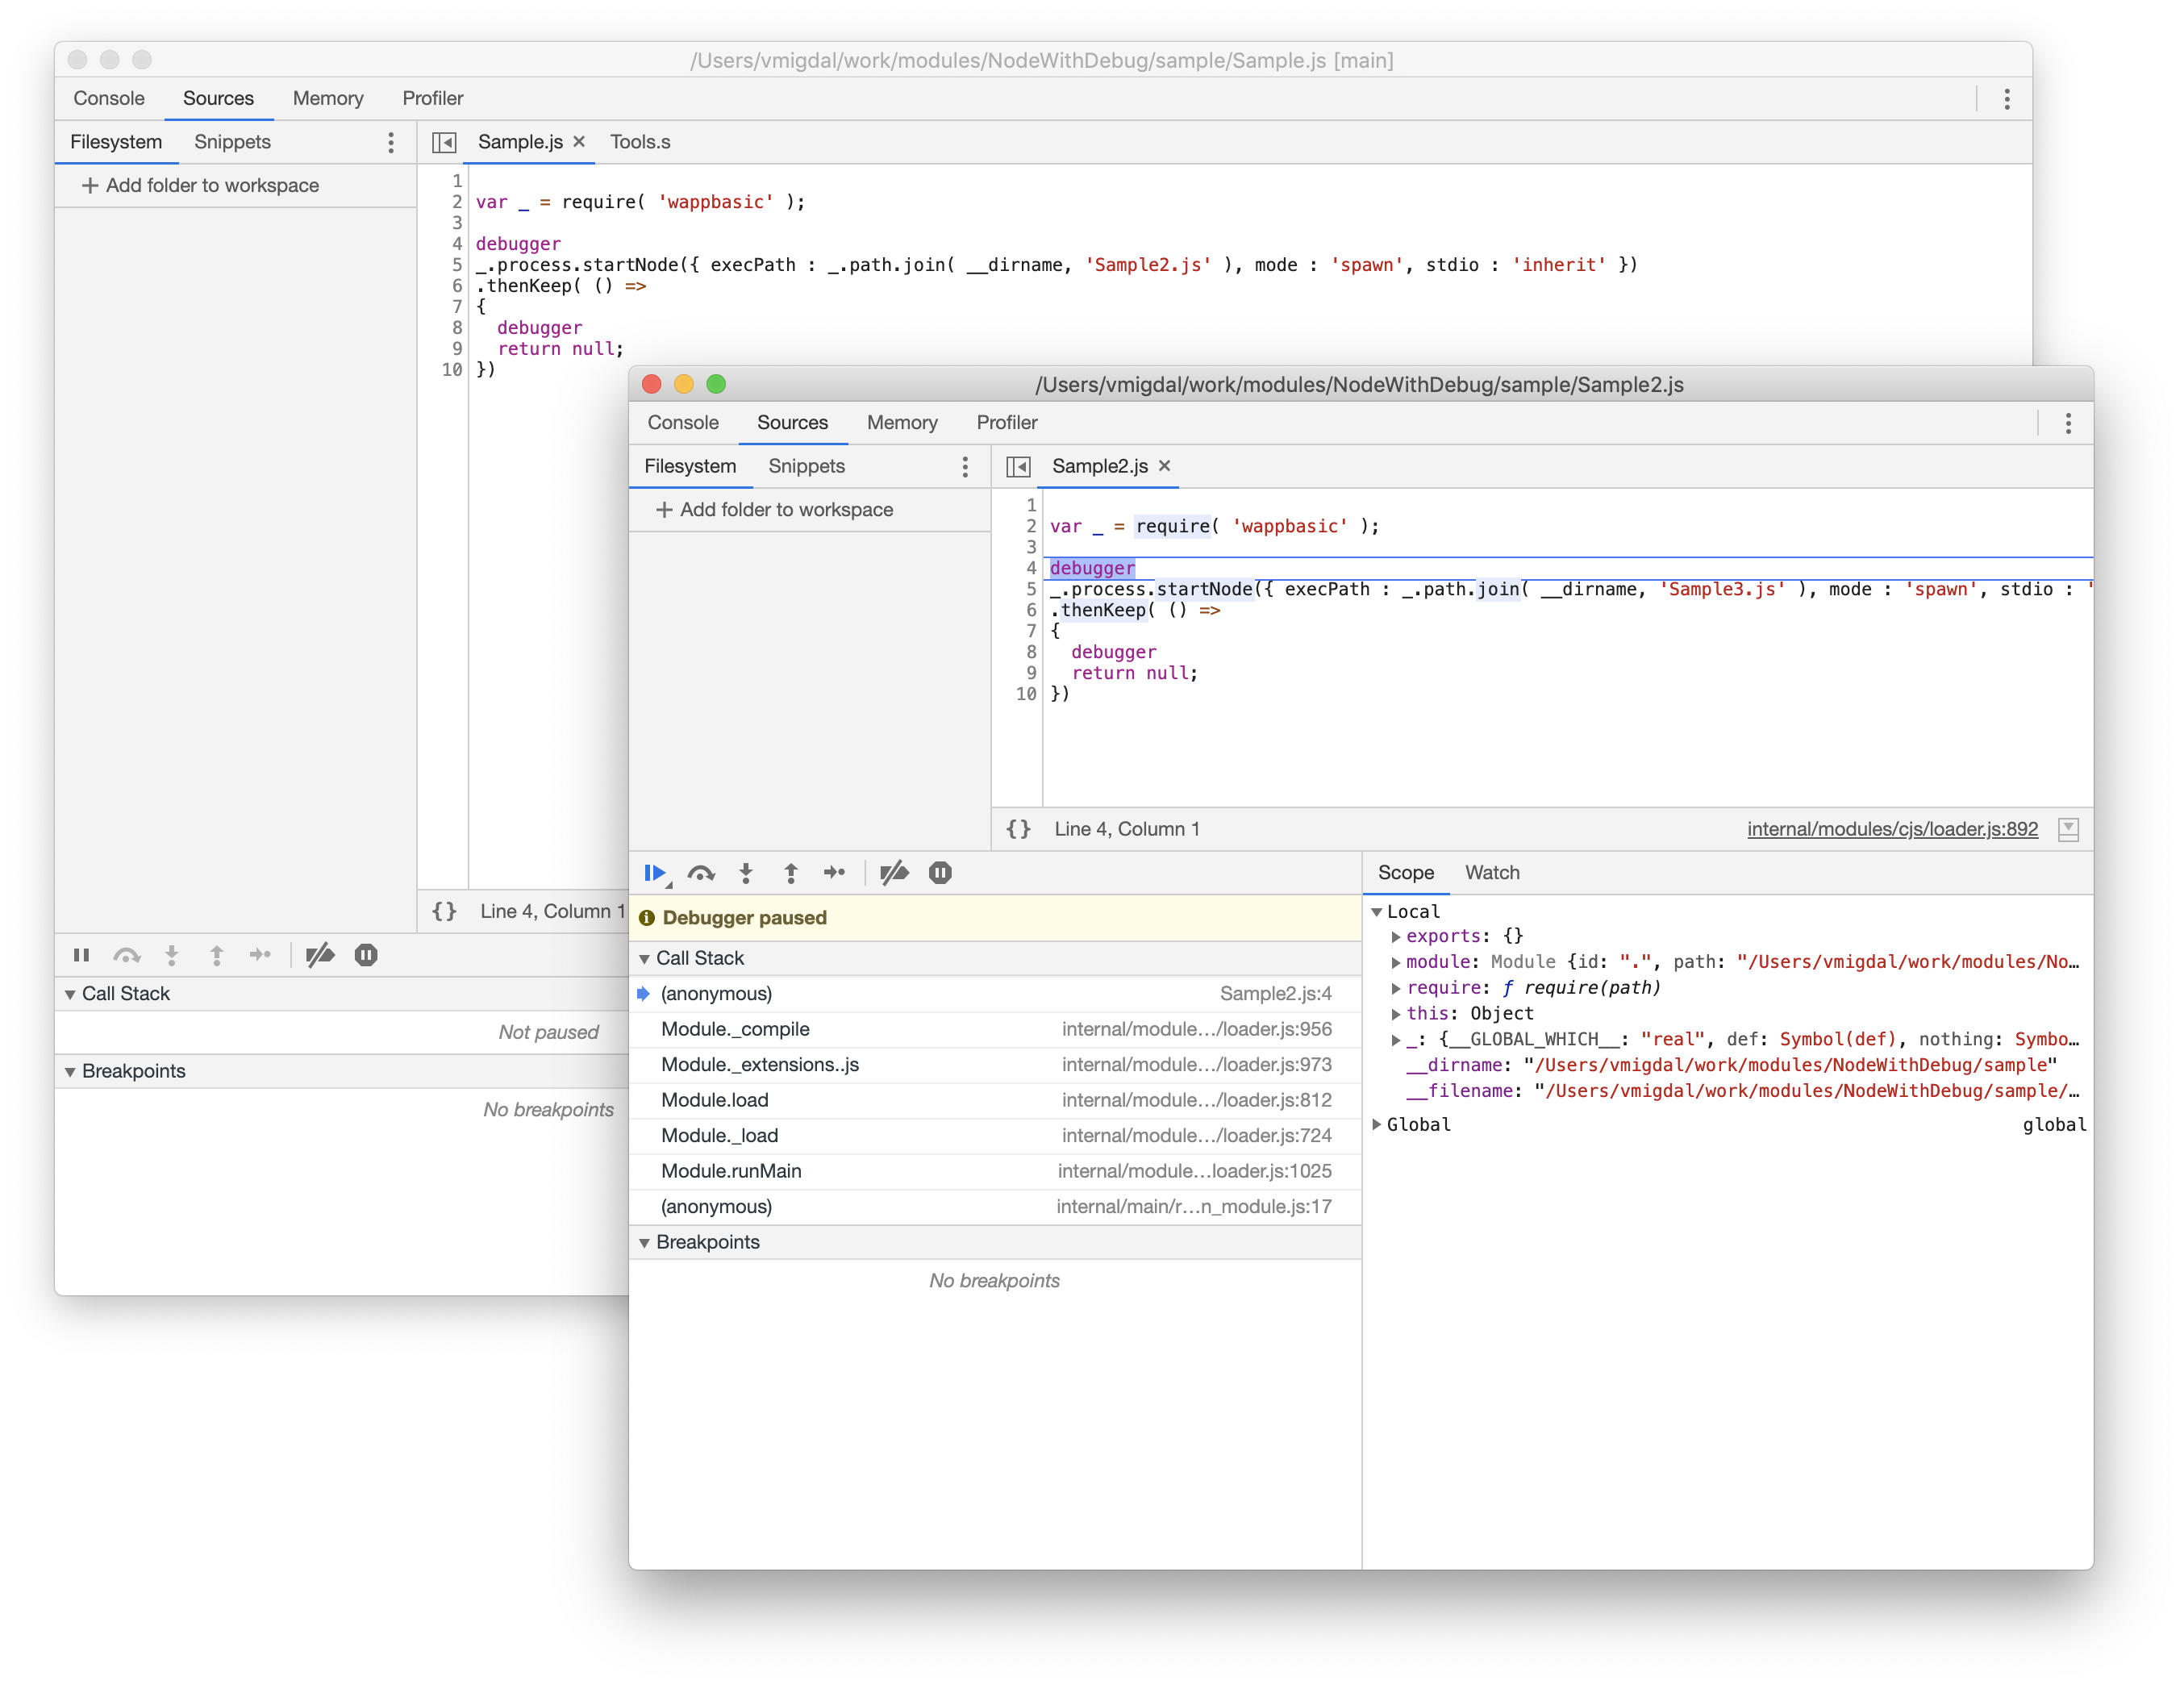 /Users/vmigdal/work/modules/NodeWithDebug/sample/Sample.js [main]
Console Sources Memory Profiler
Filesystem Snippets
Sample.js × Tools.s
+ Add folder to workspace
1
2 var _ = require( 'wappbasic' );
3
4 debugger
5 _.process.startNode({ execPath : _.path.join( __dirname, 'Sample2.js' ), mode : 'spawn', stdio : 'inherit' })
6 .thenKeep( () =>
7 {
8 debugger
9 return null;
10 })
{} Line 4, Column 1
Call Stack
Not paused
Breakpoints
No breakpoints
/Users/vmigdal/work/modules/NodeWithDebug/sample/Sample2.js
Console Sources Memory Profiler
Filesystem Snippets
Sample2.js ×
+ Add folder to workspace
1
2 var _ = require( 'wappbasic' );
3
4 debugger
5 _.process.startNode({ execPath : _.path.join( __dirname, 'Sample3.js' ), mode : 'spawn', stdio : '
6 .thenKeep( () =>
7 {
8 debugger
9 return null;
10 })
{} Line 4, Column 1 internal/modules/cjs/loader.js:892
Debugger paused
Call Stack
(anonymous) Sample2.js:4
Module._compile internal/module…/loader.js:956
Module._extensions..js internal/module…/loader.js:973
Module.load internal/module…/loader.js:812
Module._load internal/module…/loader.js:724
Module.runMain internal/module…loader.js:1025
(anonymous) internal/main/r…n_module.js:17
Breakpoints
No breakpoints
Scope Watch
Local
exports: {}
module: Module {id: ".", path: "/Users/vmigdal/work/modules/No…
require: ƒ require(path)
this: Object
_: {__GLOBAL_WHICH__: "real", def: Symbol(def), nothing: Symbo…
__dirname: "/Users/vmigdal/work/modules/NodeWithDebug/sample"
__filename: "/Users/vmigdal/work/modules/NodeWithDebug/sample/…
Global global